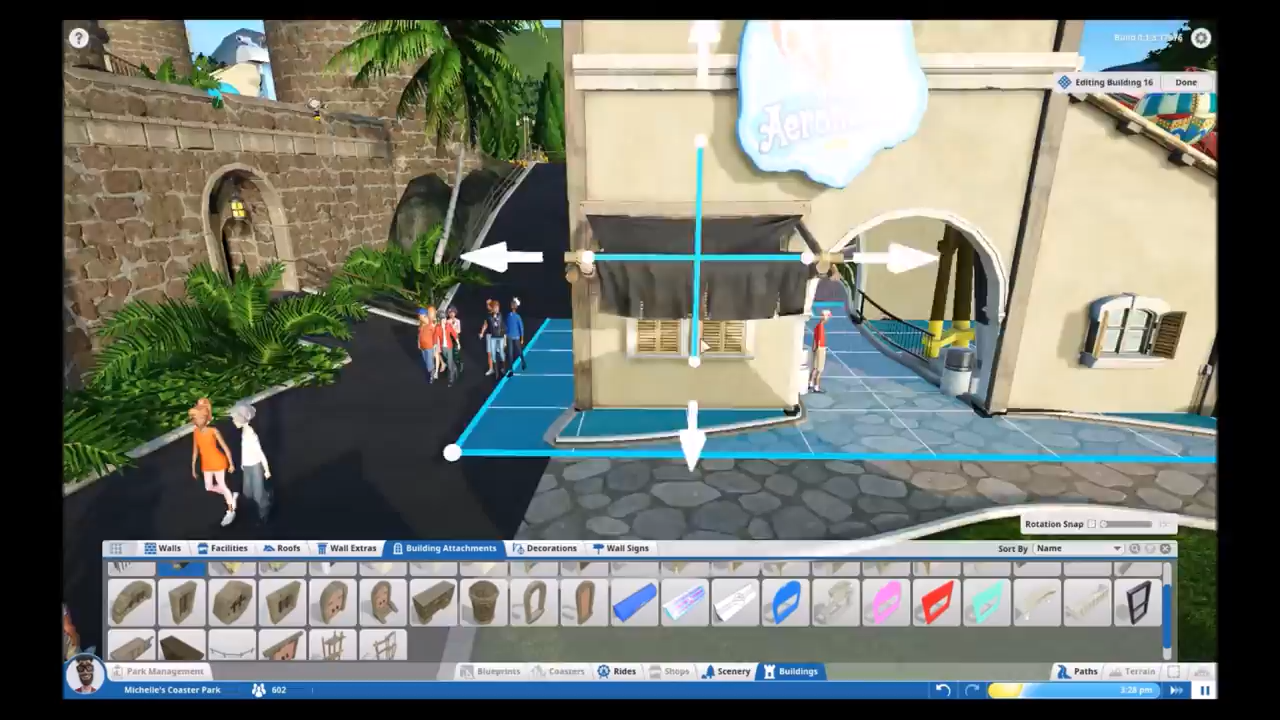 ?
Editing Building 16
Done
Rotation Snap
Walls
Facilities
Roofs
Wall Extras
Building Attachments
Decorations
Wall Signs
Sort By
Name
Park Management
Blueprints
Coasters
Rides
Shops
Scenery
Buildings
Paths
Terrain
Michelle's Coaster Park
602
3:28 pm